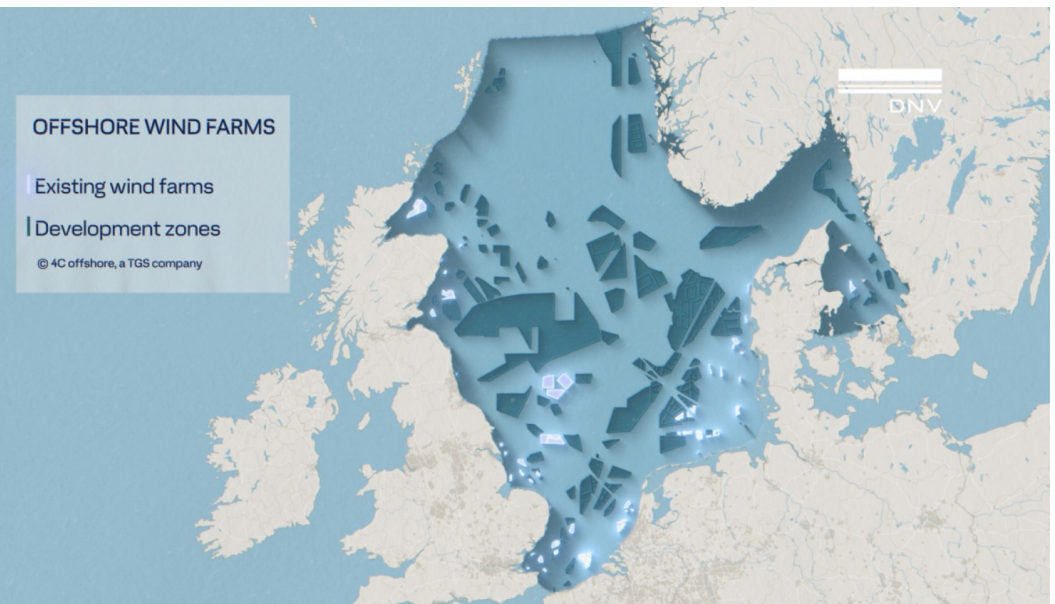 OFFSHORE WIND FARMS
Existing wind farms
Development zones
© 4C offshore, a TGS company
DNV